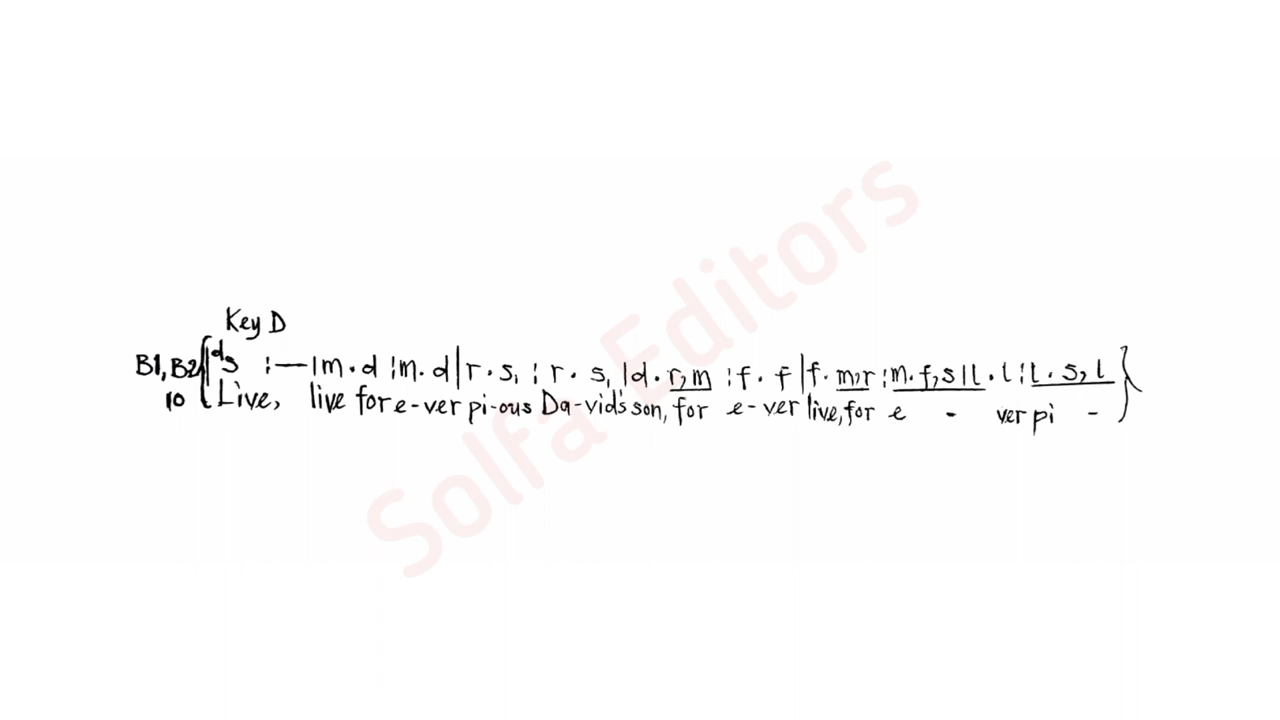 Key D
B1, B2 {| ᵈs :—|m.d :m.d|r.s, :r.s,|d.r,m :f.f|f.m,r :m.f,s|l.l :l.s,l }
10 Live, live for e-ver pi-ous Da-vid's son, for e-ver live, for e - ver pi -
Solfa Editors